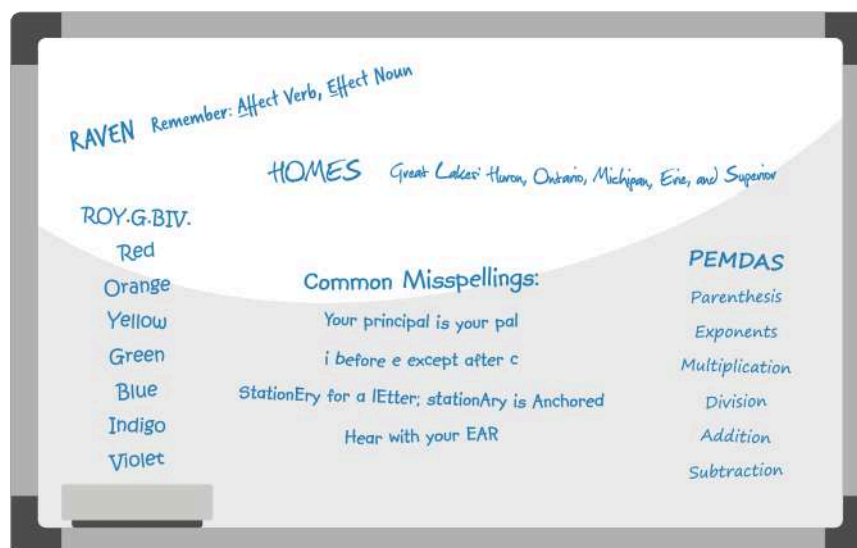 RAVEN Remember: Affect Verb, Effect Noun
HOMES Great Lakes: Huron, Ontario, Michigan, Erie, and Superior
ROY.G.BIV.
Red
Orange
Yellow
Green
Blue
Indigo
Violet
Common Misspellings:
Your principal is your pal
i before e except after c
StationEry for a lEtter; stationAry is Anchored
Hear with your EAR
PEMDAS
Parenthesis
Exponents
Multiplication
Division
Addition
Subtraction